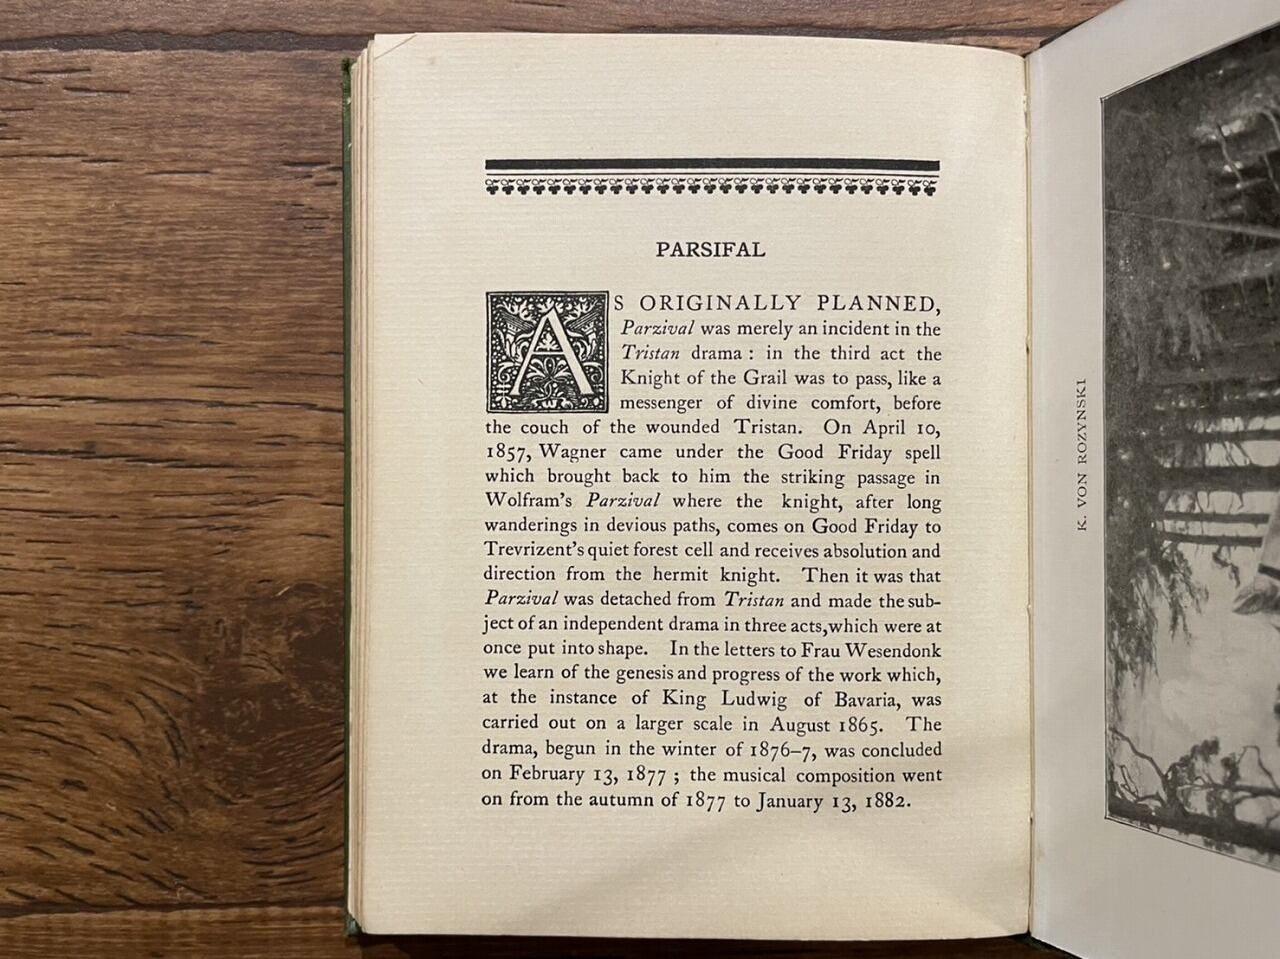 PARSIFAL
AS ORIGINALLY PLANNED,
Parzival was merely an incident in the
Tristan drama : in the third act the
Knight of the Grail was to pass, like a
messenger of divine comfort, before
the couch of the wounded Tristan. On April 10,
1857, Wagner came under the Good Friday spell
which brought back to him the striking passage in
Wolfram's Parzival where the knight, after long
wanderings in devious paths, comes on Good Friday to
Trevrizent's quiet forest cell and receives absolution and
direction from the hermit knight. Then it was that
Parzival was detached from Tristan and made the sub-
ject of an independent drama in three acts, which were at
once put into shape. In the letters to Frau Wesendonk
we learn of the genesis and progress of the work which,
at the instance of King Ludwig of Bavaria, was
carried out on a larger scale in August 1865. The
drama, begun in the winter of 1876–7, was concluded
on February 13, 1877 ; the musical composition went
on from the autumn of 1877 to January 13, 1882.
K. VON ROZYNSKI